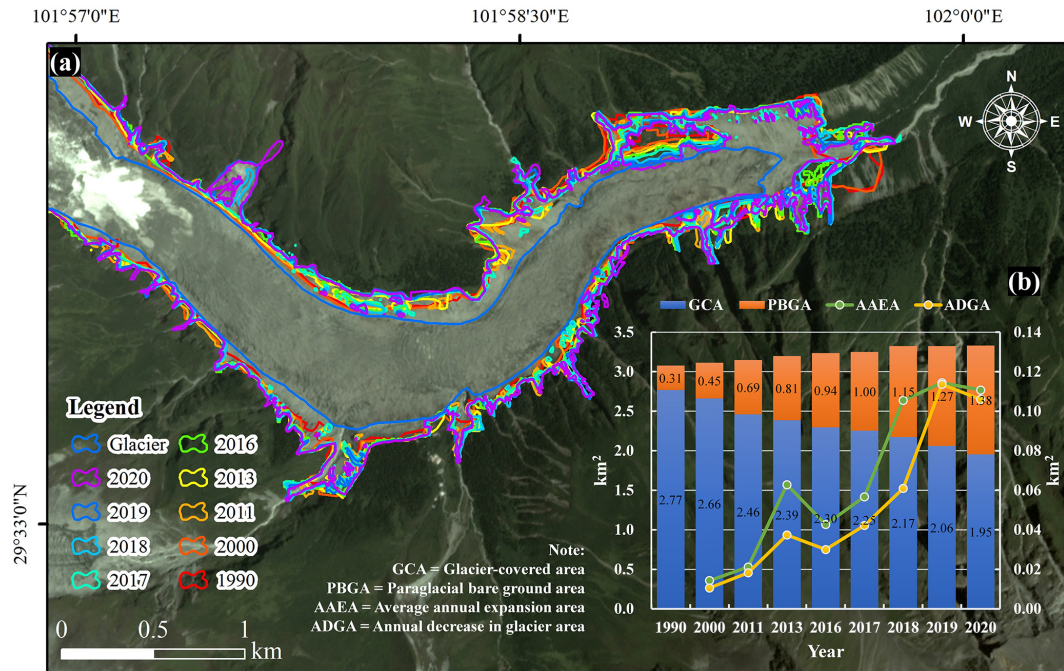 101°57'0"E
101°58'30"E
102°0'0"E
(a)
N
W
E
S
29°33'0"N
Legend
Glacier
2020
2019
2018
2017
2016
2013
2011
2000
1990
0
0.5
1
km
Note:
GCA = Glacier-covered area
PBGA = Paraglacial bare ground area
AAEA = Average annual expansion area
ADGA = Annual decrease in glacier area
(b)
GCA PBGA AAEA ADGA
3.5
3.0
2.5
2.0
1.5
1.0
0.5
0.0
km²
0.31 0.45 0.69 0.81 0.94 1.00 1.15 1.27 1.38
2.77 2.66 2.46 2.39 2.30 2.25 2.17 2.06 1.95
0.14
0.12
0.10
0.08
0.06
0.04
0.02
0.00
km²
1990 2000 2011 2013 2016 2017 2018 2019 2020
Year